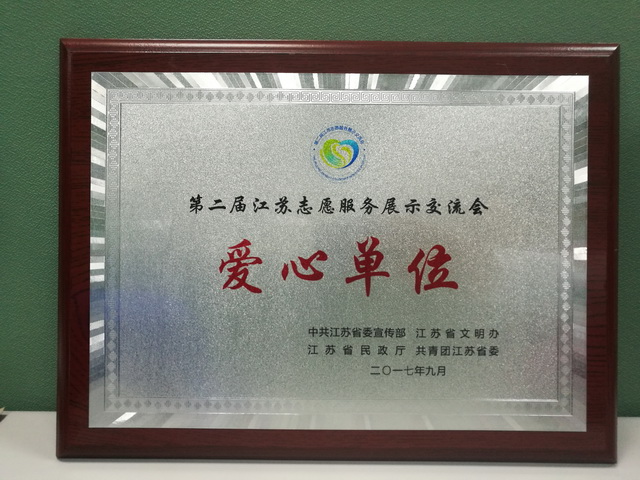 第二届江苏志愿服务展示交流会
爱心单位
中共江苏省委宣传部 江苏省文明办
江苏省民政厅 共青团江苏省委
二〇一七年九月